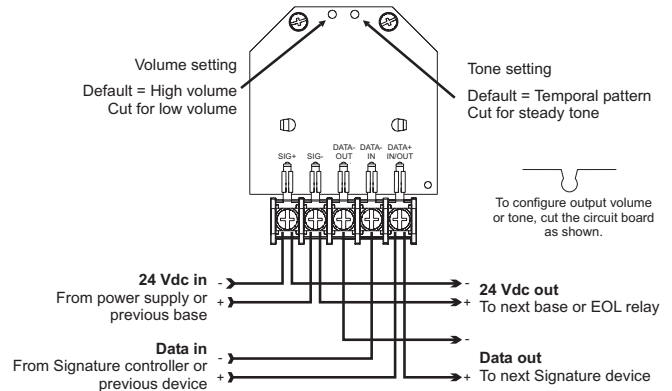 Volume setting
Default = High volume
Cut for low volume
Tone setting
Default = Temporal pattern
Cut for steady tone
SIG+
SIG-
DATA-
OUT
DATA-
IN
DATA+
IN/OUT
To configure output volume
or tone, cut the circuit board
as shown.
24 Vdc in
From power supply or
previous base
-
+
-
+
24 Vdc out
To next base or EOL relay
Data in
From Signature controller or
previous device
-
+
-
+
Data out
To next Signature device